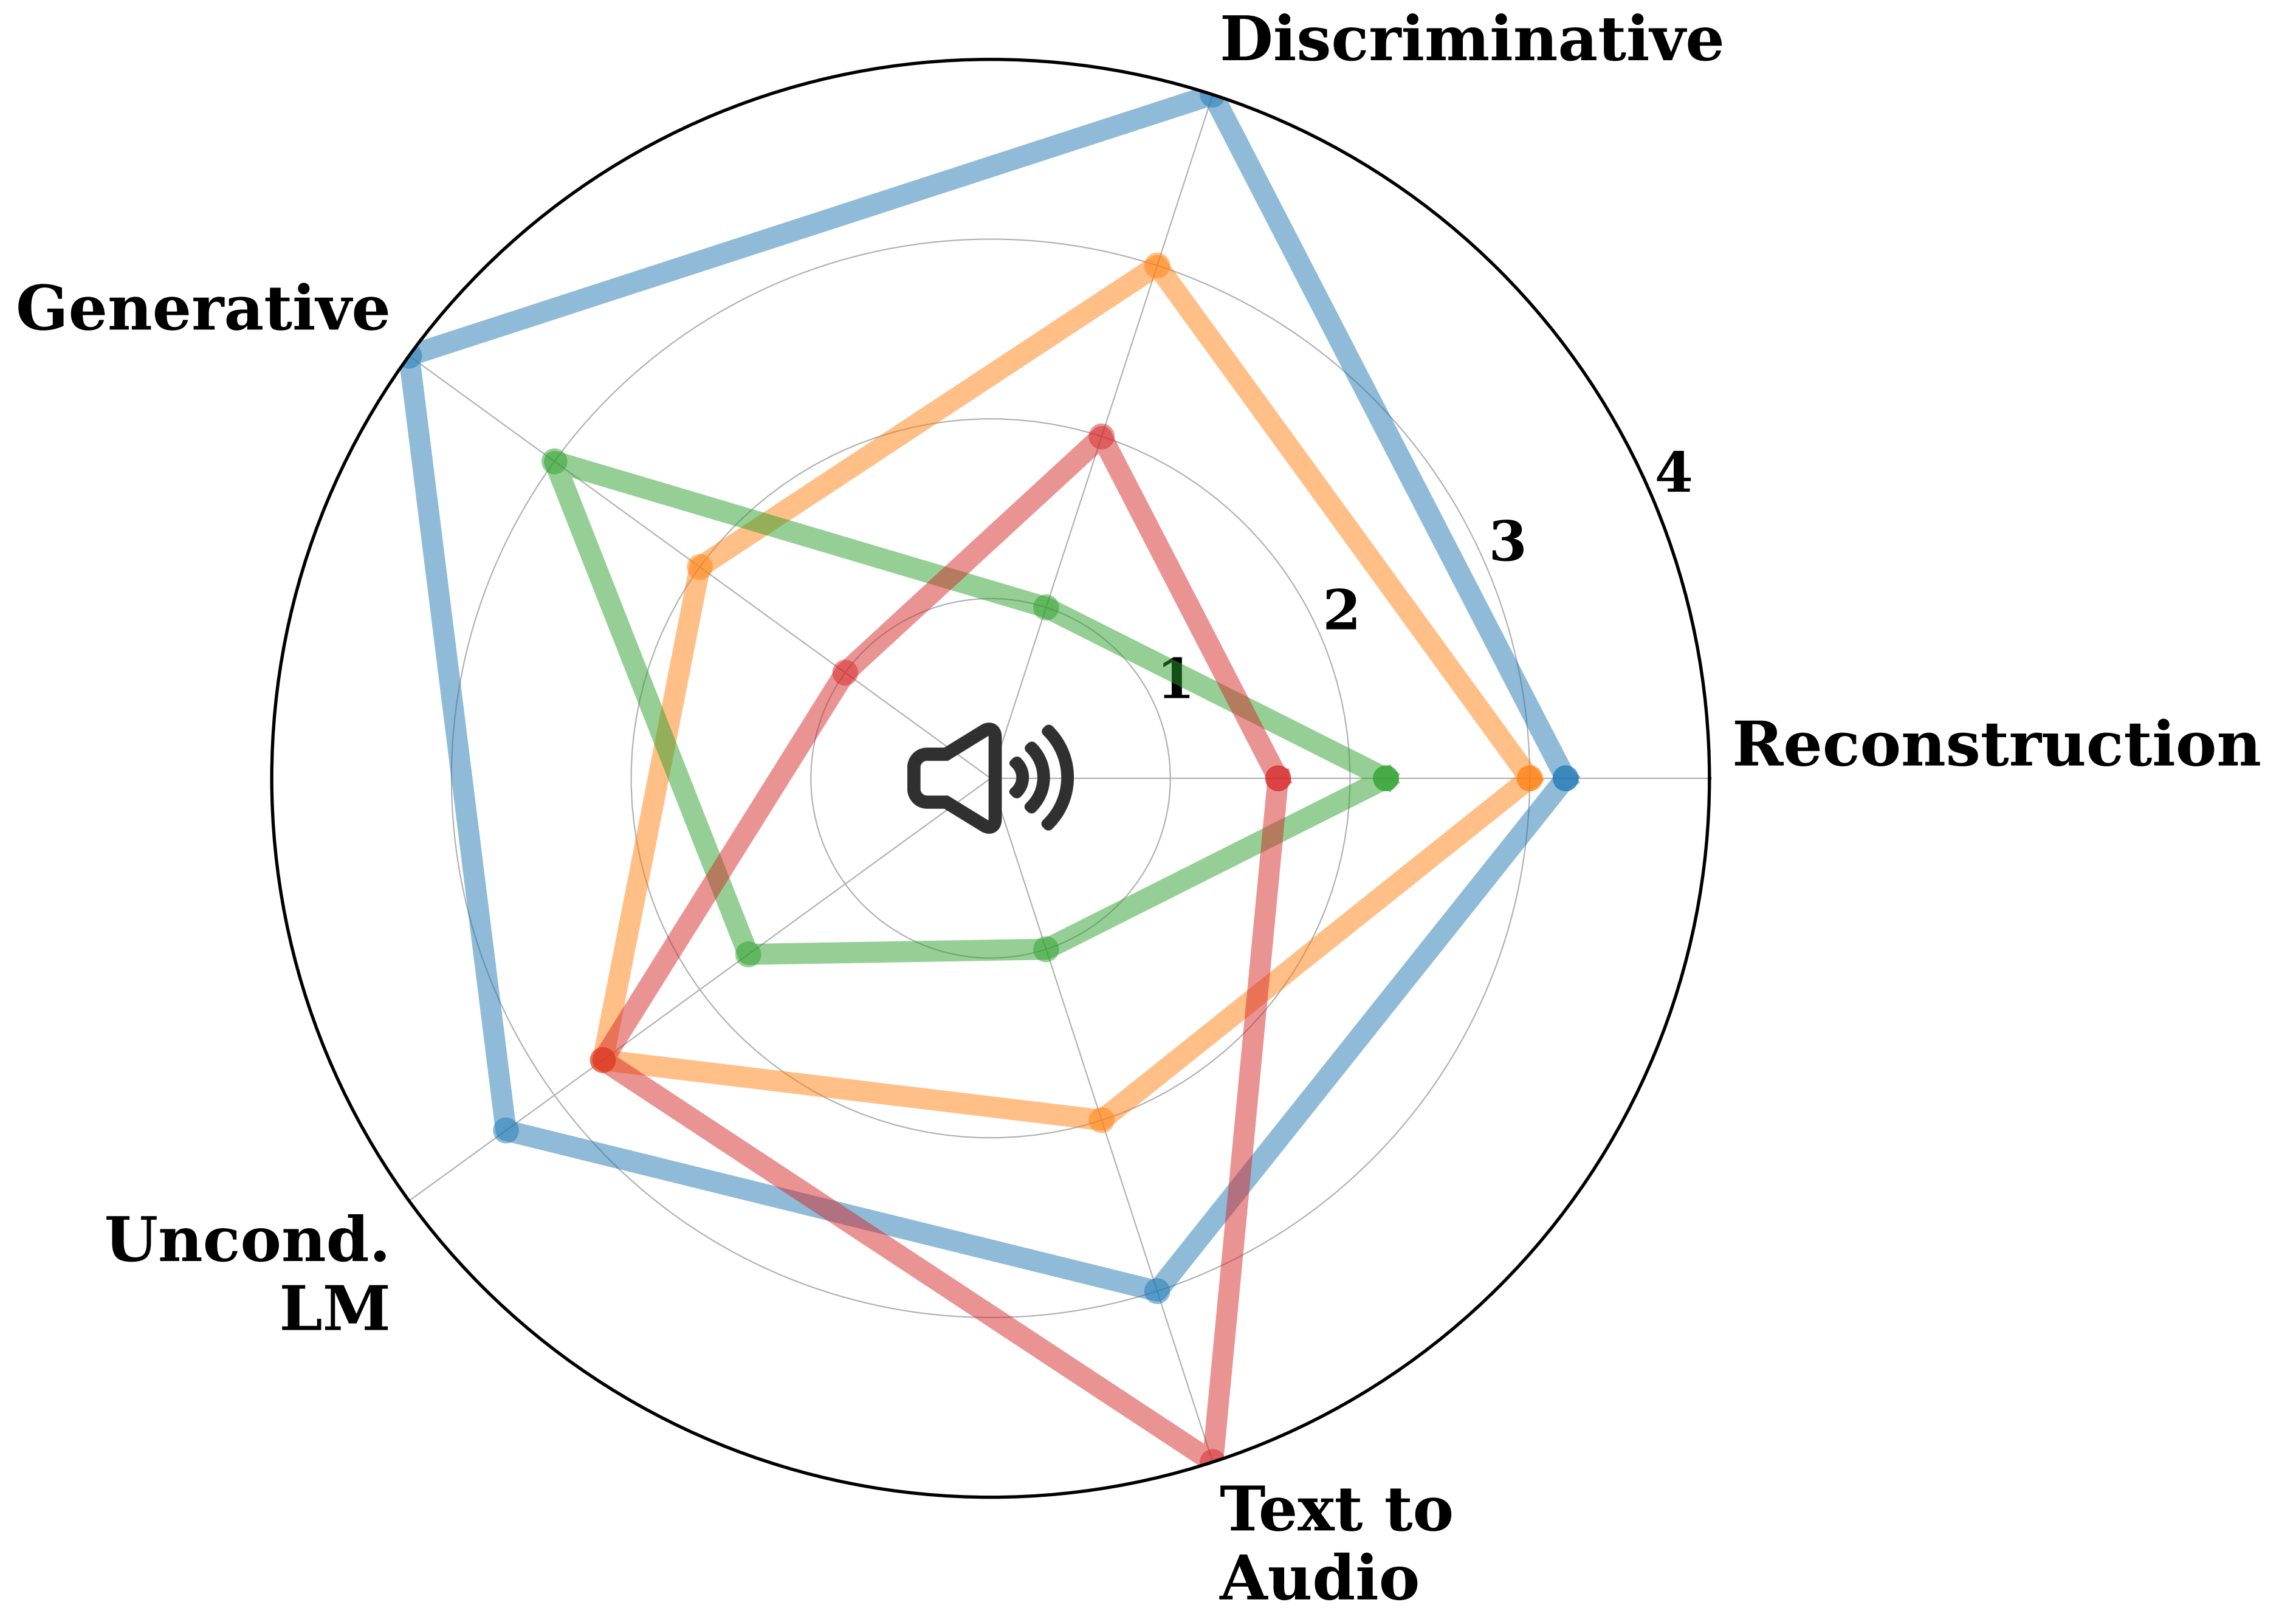 Discriminative
Generative
4
3
2
1
Reconstruction
Uncond.
LM
Text to
Audio